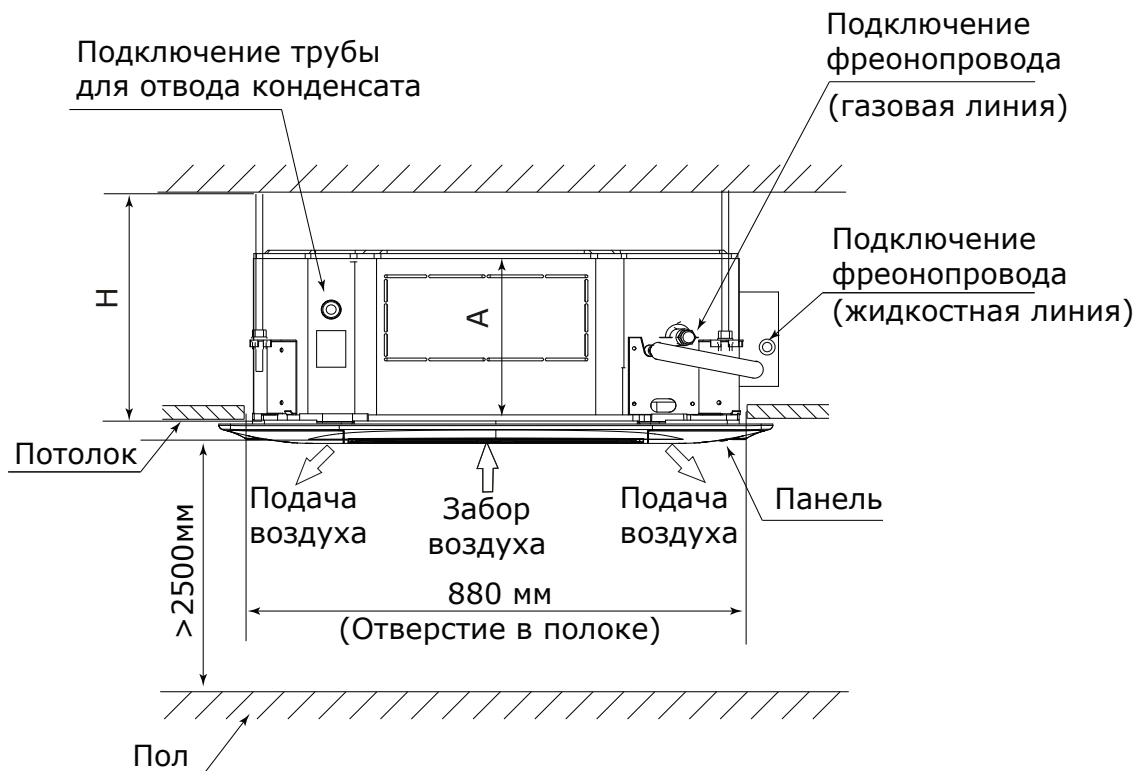 Подключение трубы
для отвода конденсата
Подключение
фреонопровода
(газовая линия)
Подключение
фреонопровода
(жидкостная линия)
H
A
Потолок
Подача
воздуха
Забор
воздуха
Подача
воздуха
Панель
>2500мм
880 мм
(Отверстие в полоке)
Пол